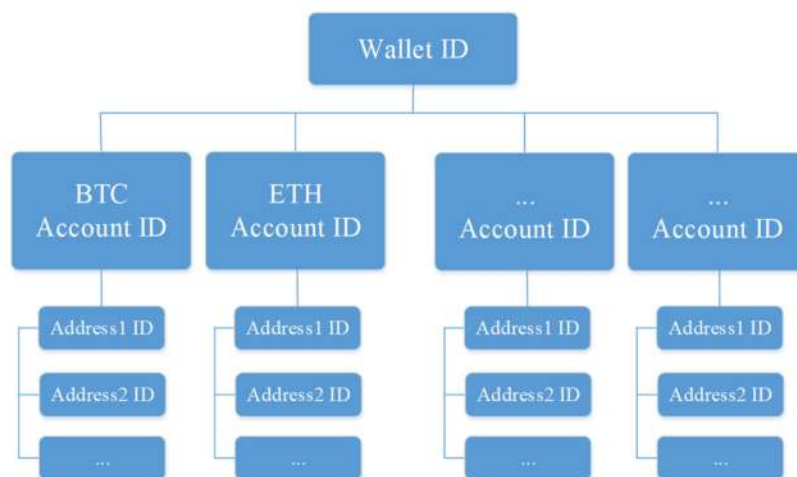 Wallet ID
BTC
Account ID
ETH
Account ID
...
Account ID
...
Account ID
Address1 ID
Address2 ID
...
Address1 ID
Address2 ID
...
Address1 ID
Address2 ID
...
Address1 ID
Address2 ID
...